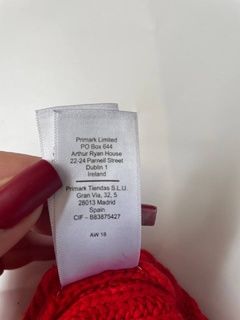 Primark Limited
PO Box 644
Arthur Ryan House
22-24 Parnell Street
Dublin 1
Ireland
Primark Tiendas S.L.U.
Gran Via, 32, 5
28013 Madrid
Spain
CIF - B83875427
AW 18